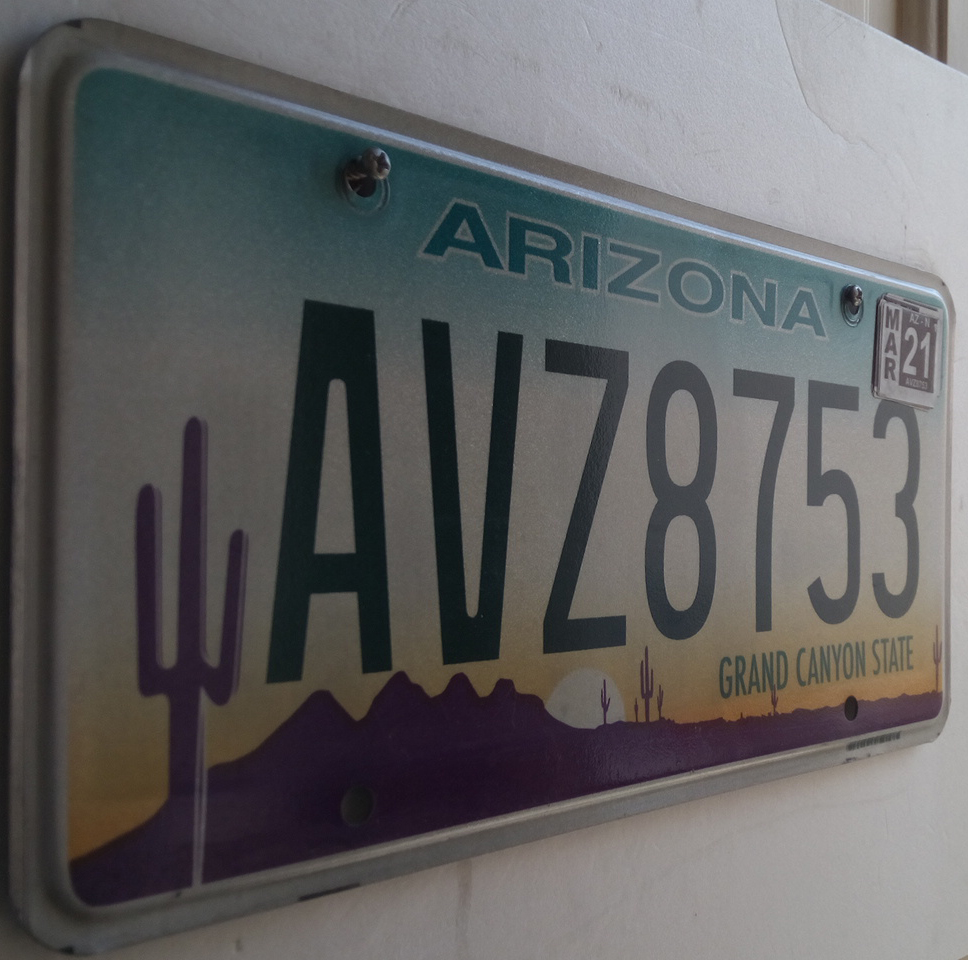 ARIZONA
MAR
21
AVZ8753
GRAND CANYON STATE